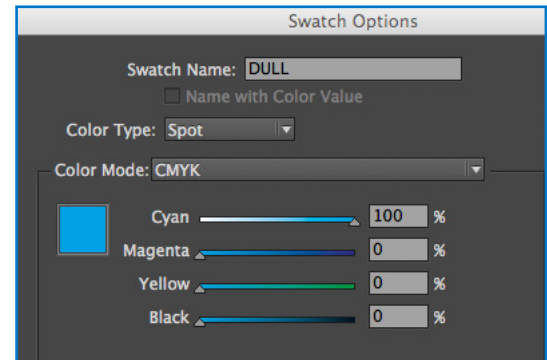 Swatch Options
Swatch Name: DULL
Name with Color Value
Color Type: Spot
Color Mode: CMYK
Cyan 100 %
Magenta 0 %
Yellow 0 %
Black 0 %